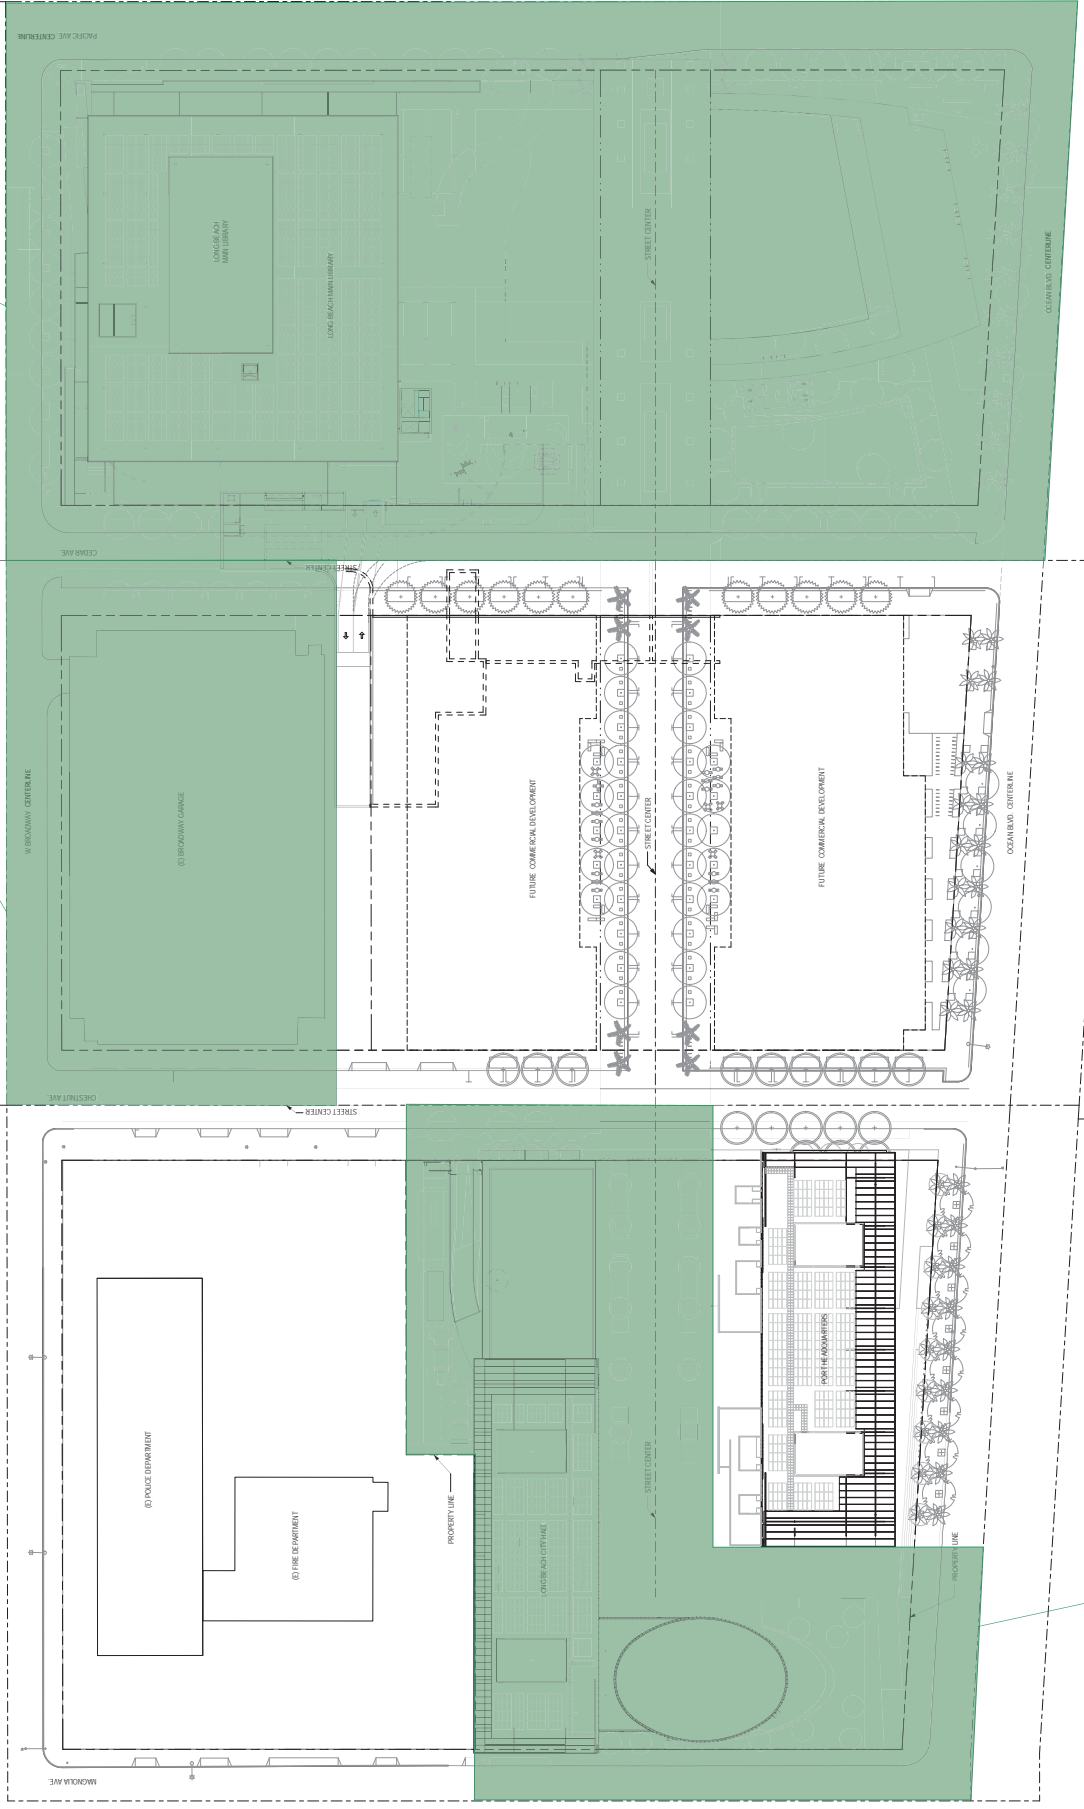 PACIFIC AVE. CENTERLINE
LONG BEACH
MAIN LIBRARY
LONG BEACH MAIN LIBRARY
STREET CENTER
OCEAN BLVD. CENTERLINE
CEDAR AVE.
STREET CENTER
W BROADWAY CENTERLINE
(E) BROADWAY GARAGE
FUTURE COMMERCIAL DEVELOPMENT
STREET CENTER
FUTURE COMMERCIAL DEVELOPMENT
OCEAN BLVD. CENTERLINE
CHESTNUT AVE.
STREET CENTER
PORT HEADQUARTERS
(E) POLICE DEPARTMENT
(E) FIRE DEPARTMENT
PROPERTY LINE
LONG BEACH CITY HALL
STREET CENTER
PROPERTY LINE
MAGNOLIA AVE.